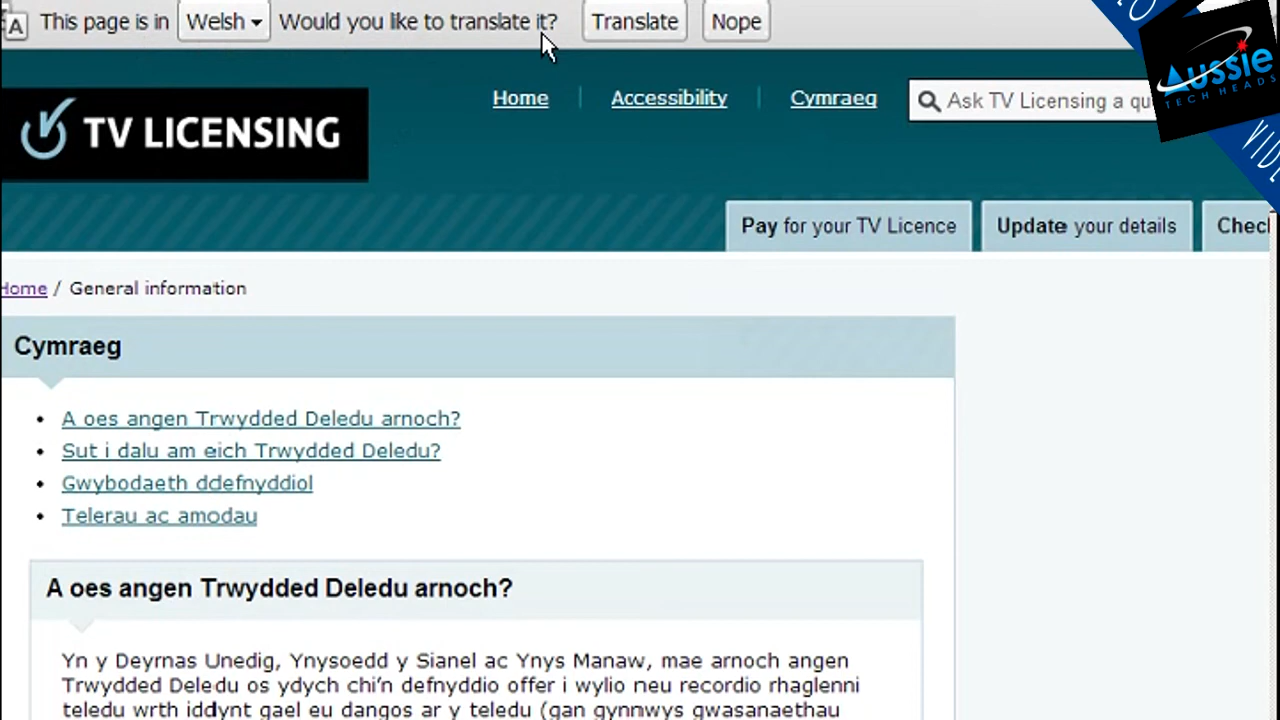 This page is in Welsh Would you like to translate it? Translate Nope
AUSSIE
TECH HEADS
TV LICENSING
Home Accessibility Cymraeg Ask TV Licensing a
Pay for your TV Licence Update your details
Home / General information
Cymraeg
A oes angen Trwydded Deledu arnoch?
Sut i dalu am eich Trwydded Deledu?
Gwybodaeth ddefnyddiol
Telerau ac amodau
A oes angen Trwydded Deledu arnoch?
Yn y Deyrnas Unedig, Ynysoedd y Sianel ac Ynys Manaw, mae arnoch angen
Trwydded Deledu os ydych chi'n defnyddio offer i wylio neu recordio rhaglenni
teledu wrth iddynt gael eu dangos ar y teledu (gan gynnwys gwasanaethau